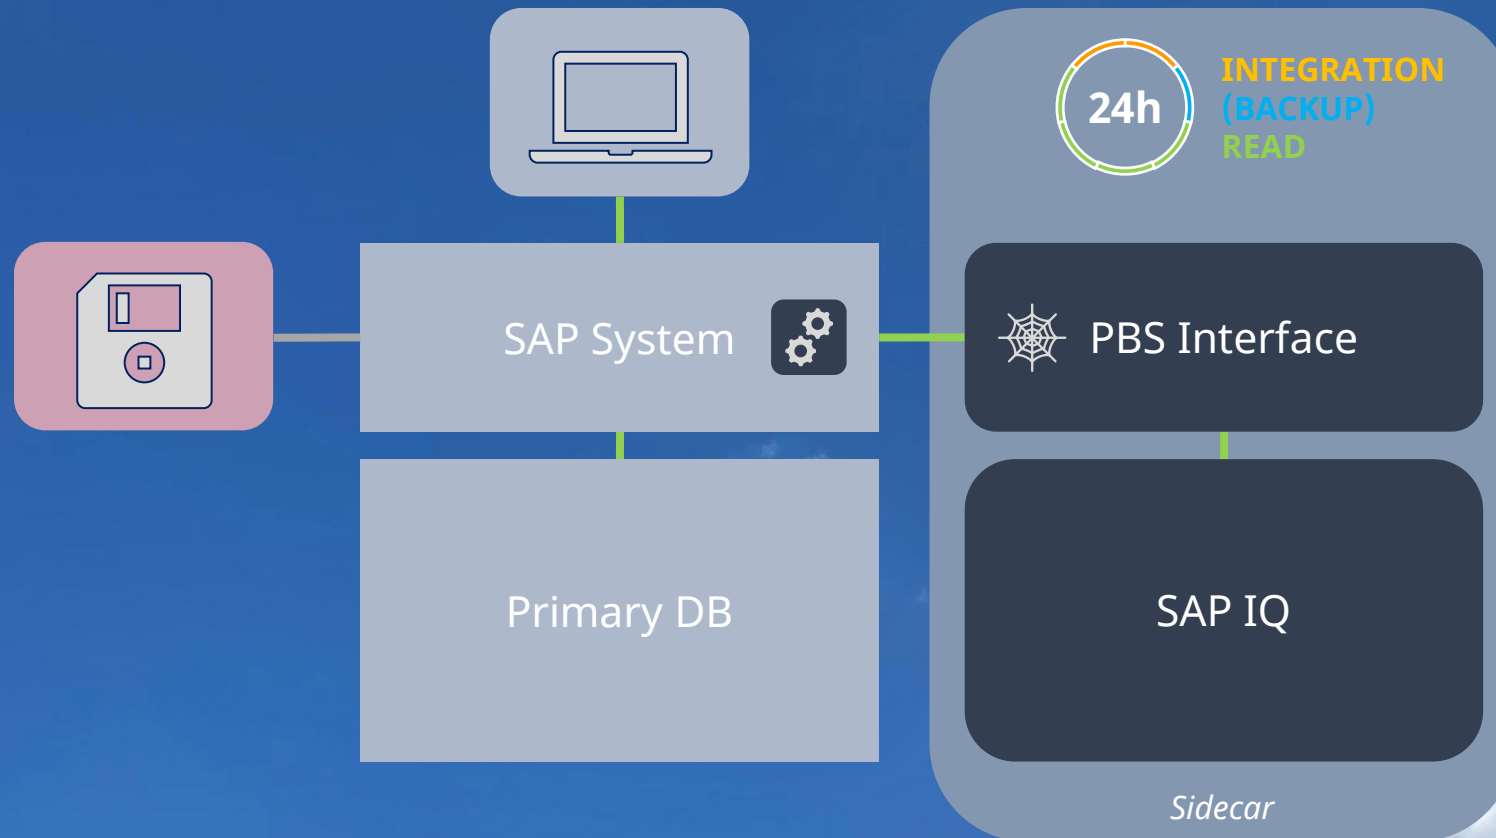 24h
INTEGRATION
(BACKUP)
READ
SAP System
PBS Interface
Primary DB
SAP IQ
Sidecar